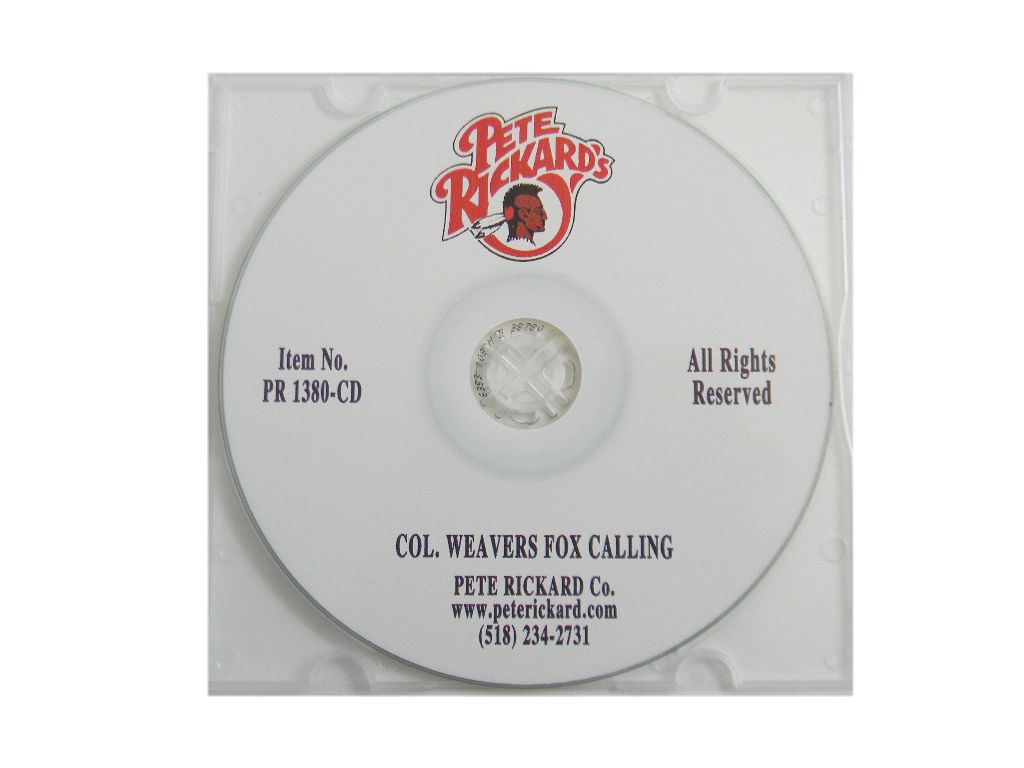 PETE
RICKARD'S
Item No.
PR 1380-CD
All Rights
Reserved
COL. WEAVERS FOX CALLING
PETE RICKARD Co.
www.peterickard.com
(518) 234-2731